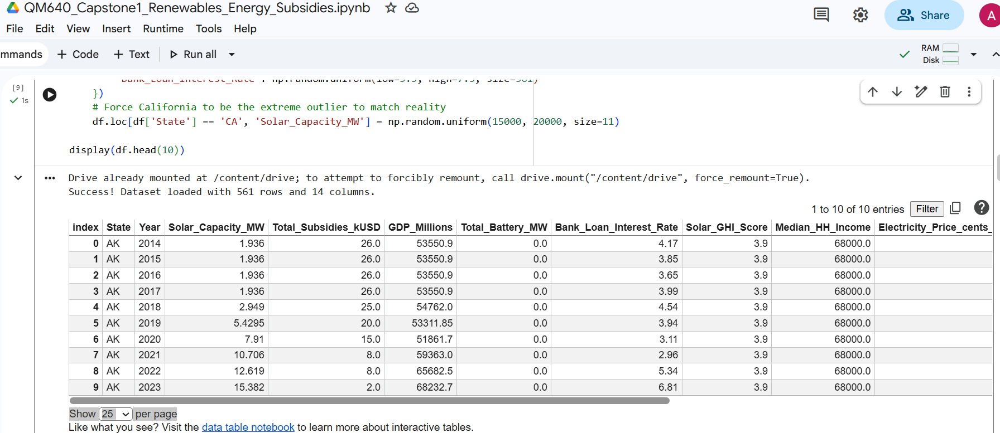 QM640_Capstone1_Renewables_Energy_Subsidies.ipynb
File Edit View Insert Runtime Tools Help
Share
A
mmands + Code + Text Run all
RAM
Disk
[9]
1s
})
# Force California to be the extreme outlier to match reality
df.loc[df['State'] == 'CA', 'Solar_Capacity_MW'] = np.random.uniform(15000, 20000, size=11)
display(df.head(10))
Drive already mounted at /content/drive; to attempt to forcibly remount, call drive.mount("/content/drive", force_remount=True).
Success! Dataset loaded with 561 rows and 14 columns.
1 to 10 of 10 entries Filter
index State Year Solar_Capacity_MW Total_Subsidies_kUSD GDP_Millions Total_Battery_MW Bank_Loan_Interest_Rate Solar_GHI_Score Median_HH_Income Electricity_Price_cents_
0 AK 2014 1.936 26.0 53550.9 0.0 4.17 3.9 68000.0
1 AK 2015 1.936 26.0 53550.9 0.0 3.85 3.9 68000.0
2 AK 2016 1.936 26.0 53550.9 0.0 3.65 3.9 68000.0
3 AK 2017 1.936 26.0 53550.9 0.0 3.99 3.9 68000.0
4 AK 2018 2.949 25.0 54762.0 0.0 4.54 3.9 68000.0
5 AK 2019 5.4295 20.0 53311.85 0.0 3.94 3.9 68000.0
6 AK 2020 7.91 15.0 51861.7 0.0 3.11 3.9 68000.0
7 AK 2021 10.706 8.0 59363.0 0.0 2.96 3.9 68000.0
8 AK 2022 12.619 8.0 65682.5 0.0 5.34 3.9 68000.0
9 AK 2023 15.382 2.0 68232.7 0.0 6.81 3.9 68000.0
Show 25 per page
Like what you see? Visit the data table notebook to learn more about interactive tables.